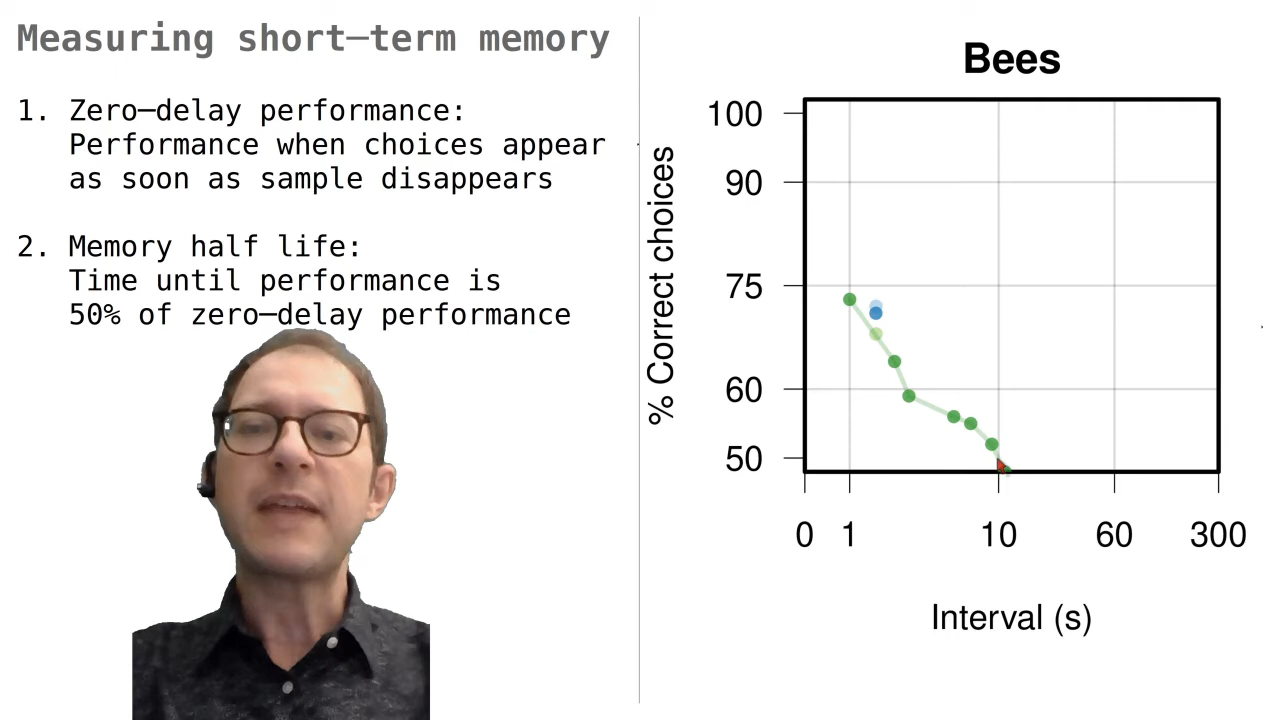 Measuring short−term memory
1. Zero−delay performance:
Performance when choices appear
as soon as sample disappears
2. Memory half life:
Time until performance is
50% of zero−delay performance
Bees
% Correct choices
100
90
75
60
50
0 1 10 60 300
Interval (s)